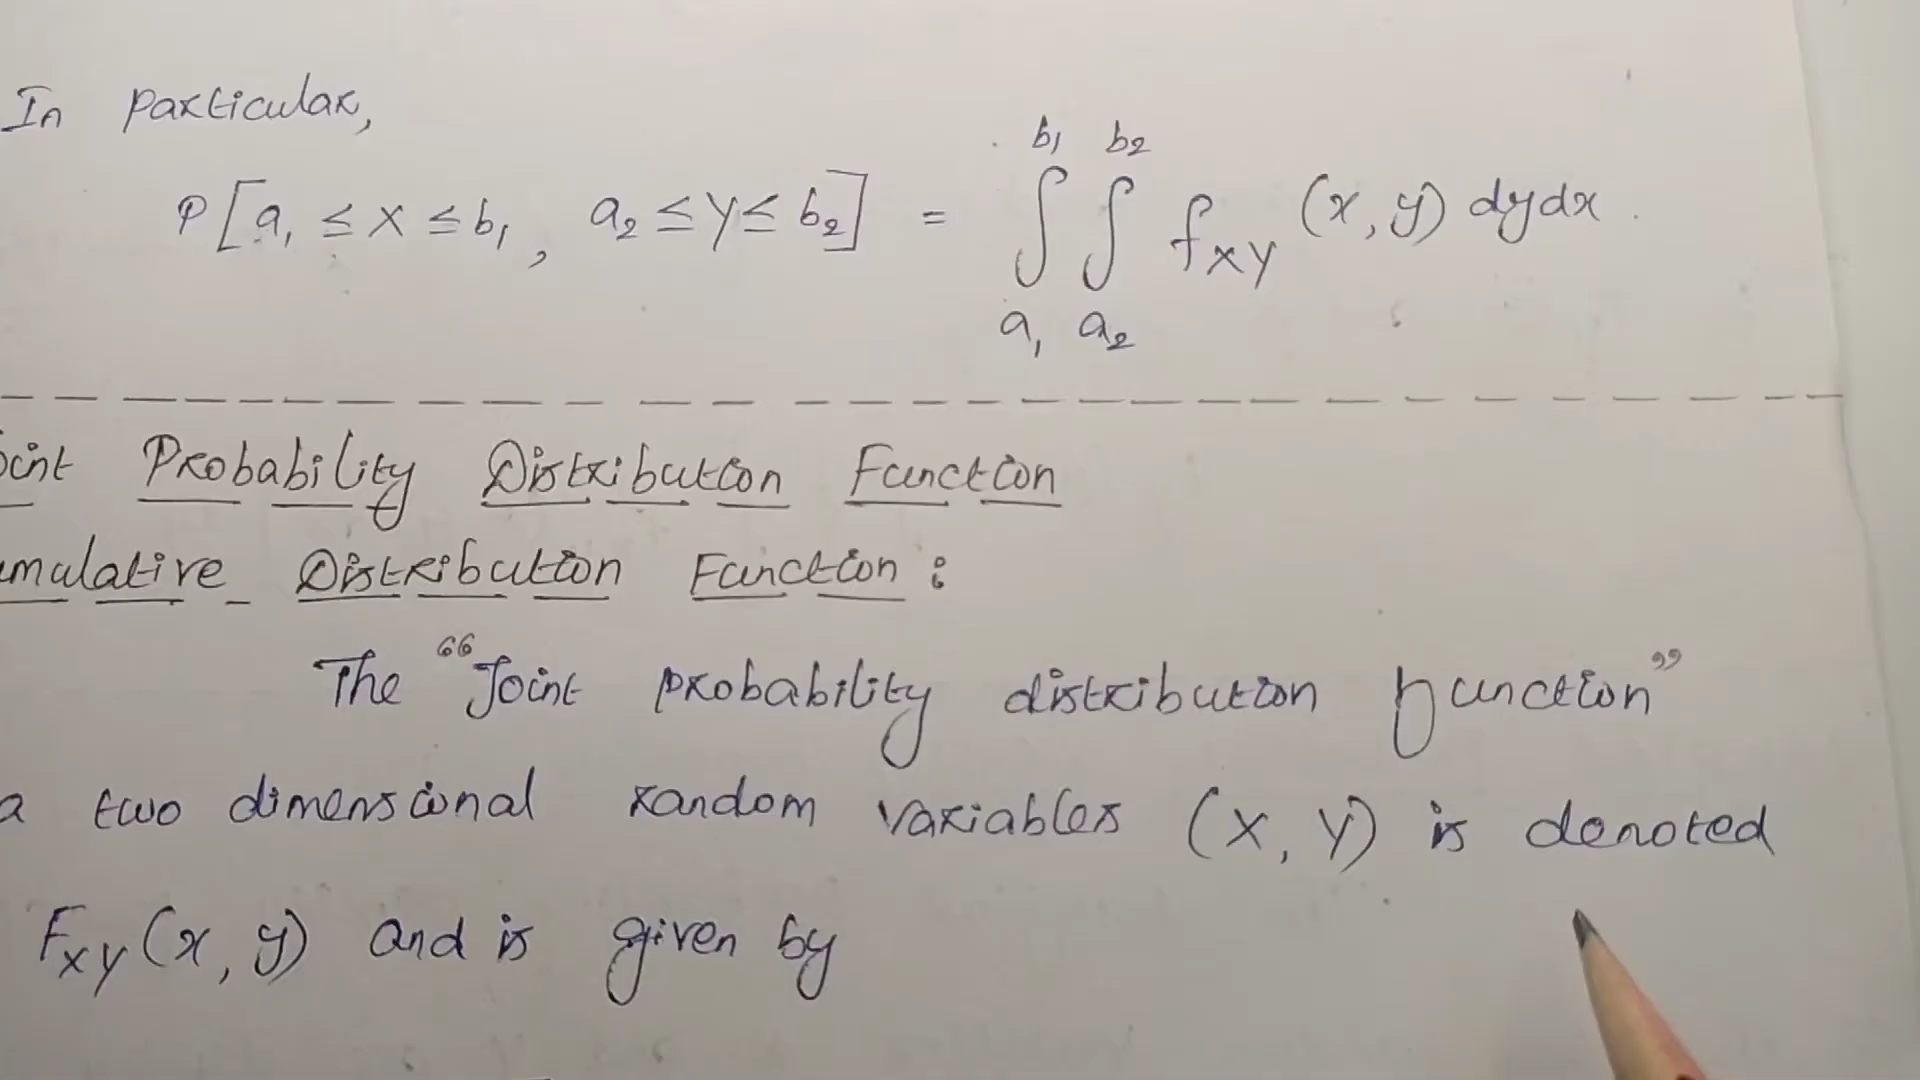 In particular,
P[a₁ ≤ X ≤ b₁, a₂ ≤ Y ≤ b₂] = ∫_{a₁}^{b₁} ∫_{a₂}^{b₂} f_{XY}(x, y) dy dx.
Probability Distribution Function
Distribution Function :
The “Joint probability distribution function”
a two dimensional random variables (X, Y) is denoted
F_{XY}(x, y) and is given by